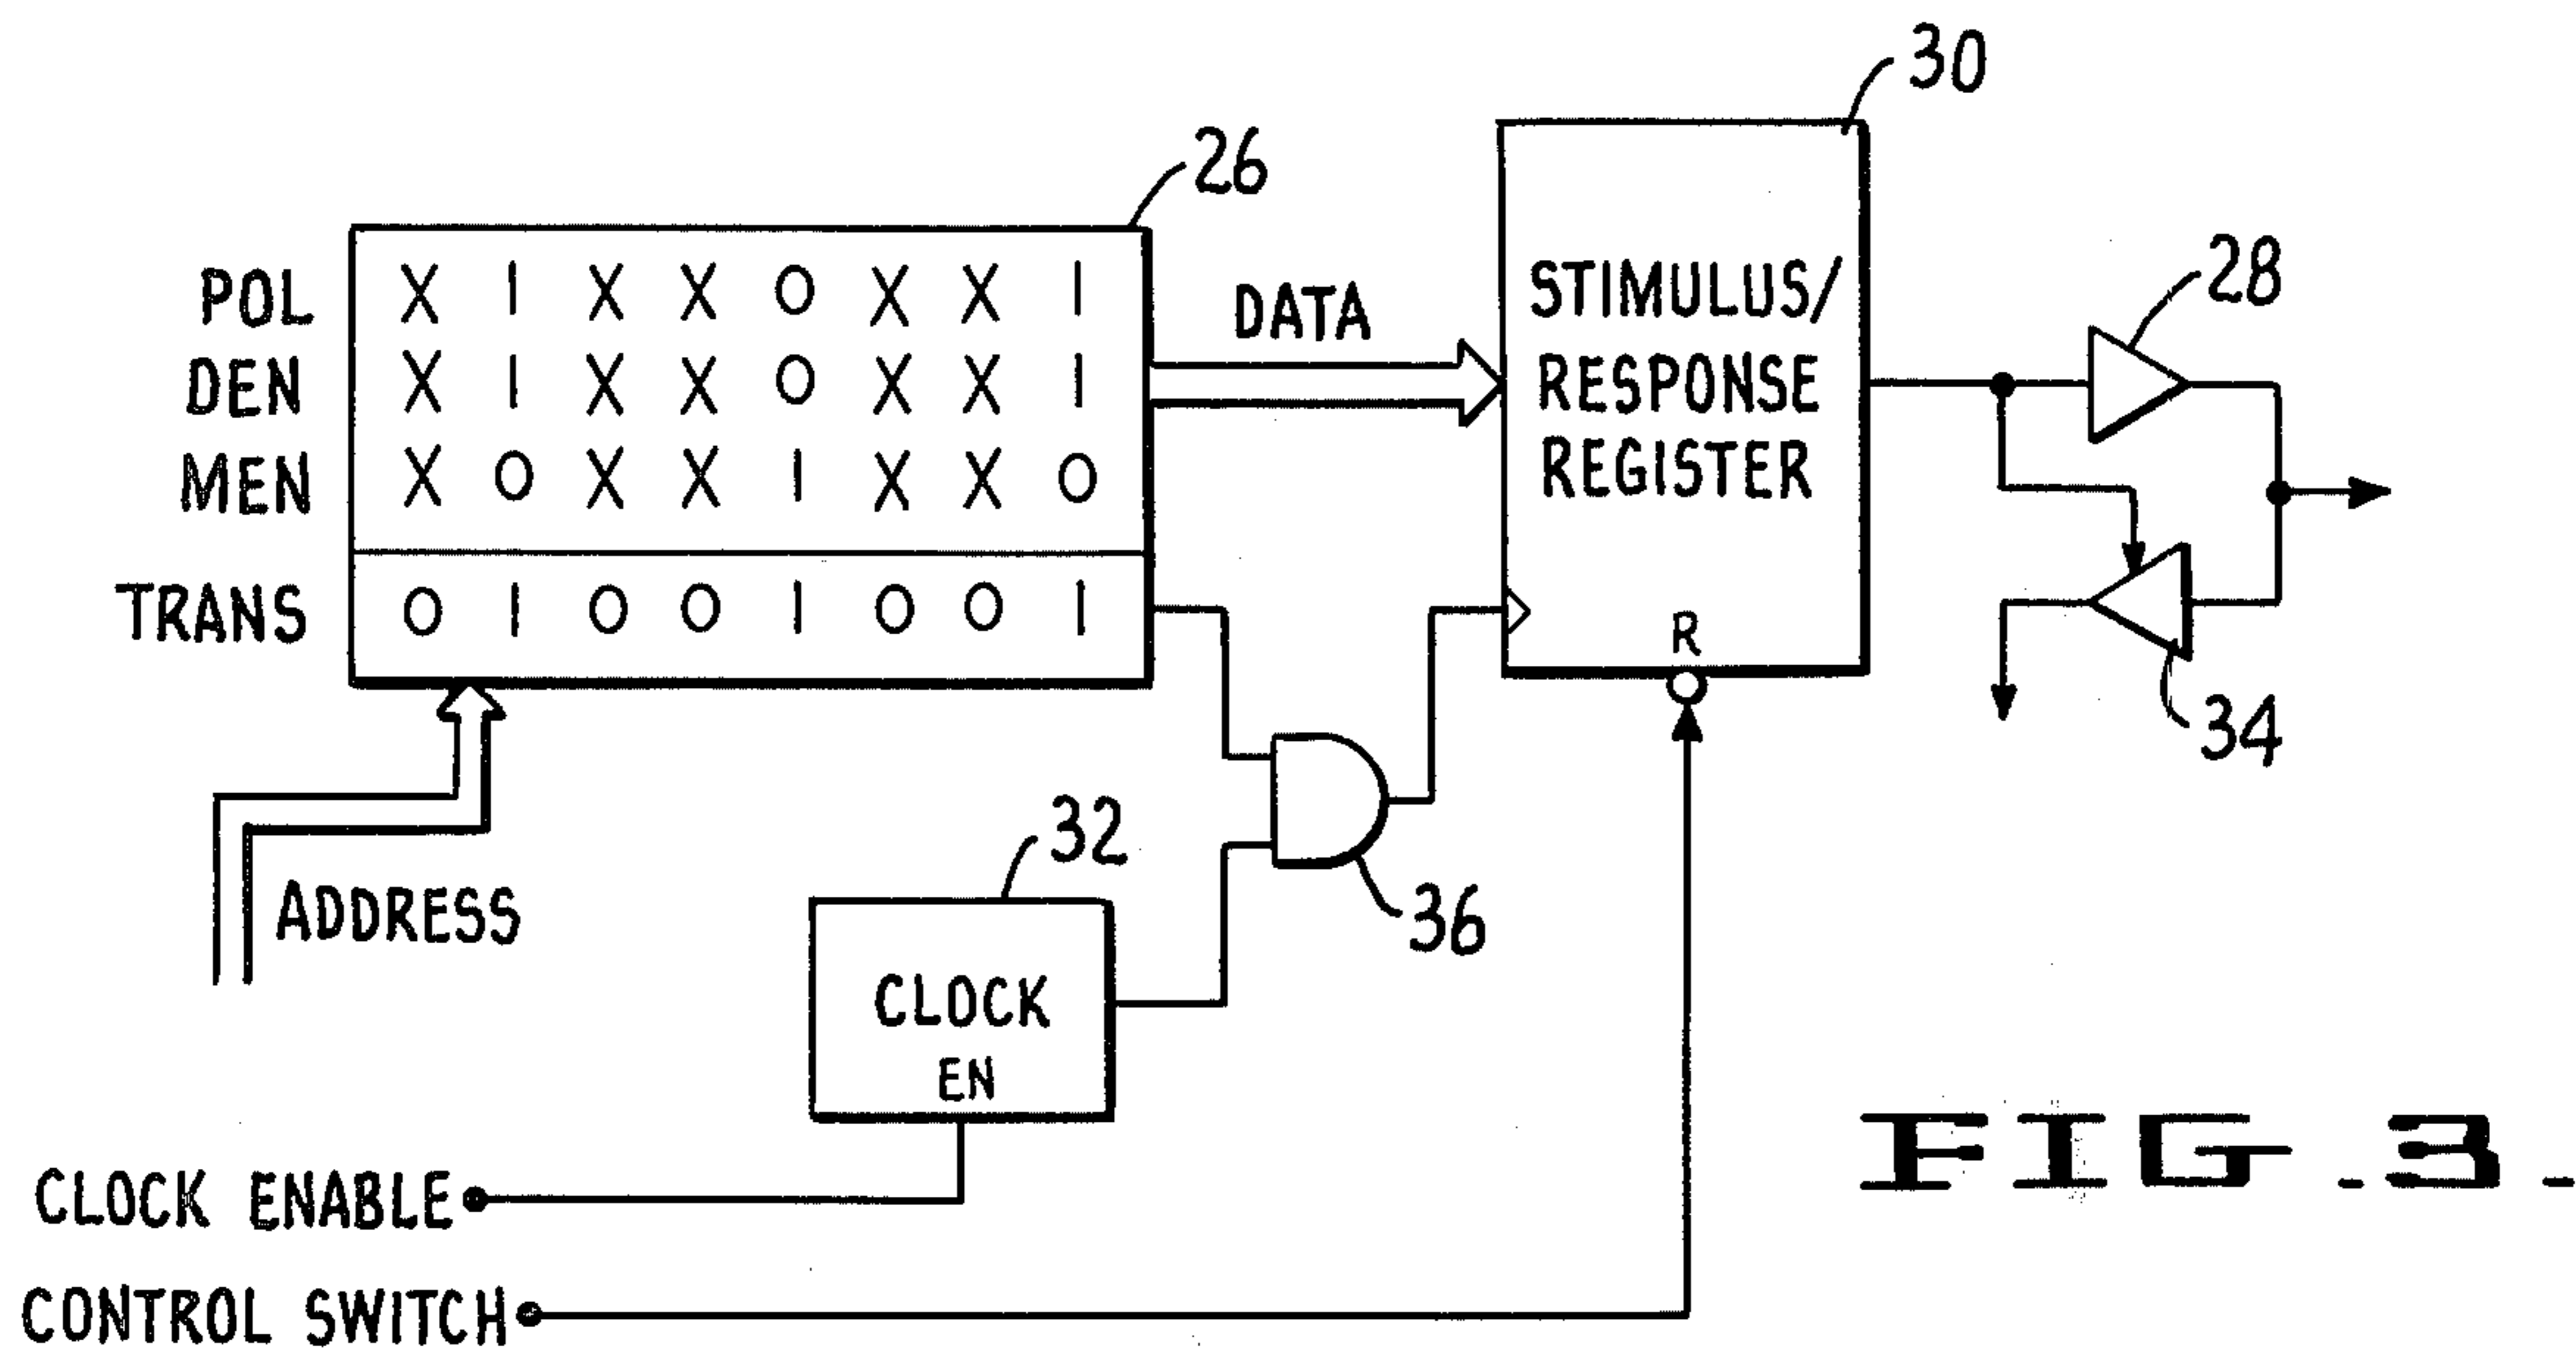 30
26
POL X 1 X X 0 X X 1
DEN X 1 X X 0 X X 1
MEN X 0 X X 1 X X 0
TRANS 0 1 0 0 1 0 0 1
DATA
STIMULUS/
RESPONSE
REGISTER
R
28
34
ADDRESS
32
36
CLOCK
EN
CLOCK ENABLE
CONTROL SWITCH
FIG. 3.